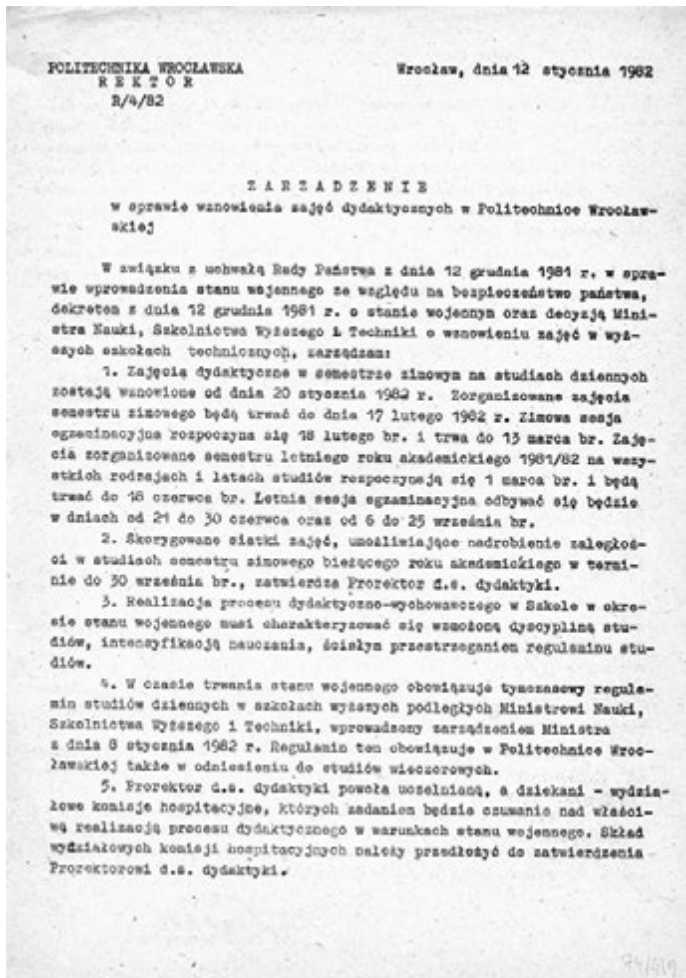 POLITECHNIKA WROCŁAWSKA
REKTOR
R/4/82
Wrocław, dnia 12 stycznia 1982
ZARZĄDZENIE
w sprawie wznowienia zajęć dydaktycznych w Politechnice Wrocław-
skiej
W związku z uchwałą Rady Państwa z dnia 12 grudnia 1981 r. w spra-
wie wprowadzenia stanu wojennego ze względu na bezpieczeństwo państwa,
dekretem z dnia 12 grudnia 1981 r. o stanie wojennym oraz decyzją Mini-
stra Nauki, Szkolnictwa Wyższego i Techniki o wznowieniu zajęć w wyż-
szych szkołach technicznych, zarządzam:
1. Zajęcia dydaktyczne w semestrze zimowym na studiach dziennych
zostają wznowione od dnia 20 stycznia 1982 r. Zorganizowane zajęcia
semestru zimowego będą trwać do dnia 17 lutego 1982 r. Zimowa sesja
egzaminacyjna rozpoczyna się 18 lutego br. i trwa do 13 marca br. Zaję-
cia zorganizowane semestru letniego roku akademickiego 1981/82 na wszy-
stkich rodzajach i latach studiów rozpoczynają się 1 marca br. i będą
trwać do 18 czerwca br. Letnia sesja egzaminacyjna odbywać się będzie
w dniach od 21 do 30 czerwca oraz od 6 do 25 września br.
2. Skorygowane siatki zajęć, umożliwiające nadrobienie zaległoś-
ci w studiach semestru zimowego bieżącego roku akademickiego w termi-
nie do 30 września br., zatwierdza Prorektor d.s. dydaktyki.
3. Realizacja procesu dydaktyczno-wychowawczego w Szkole w okre-
sie stanu wojennego musi charakteryzować się wzmożoną dyscypliną stu-
diów, intensyfikacją nauczania, ścisłym przestrzeganiem regulaminu stu-
diów.
4. W czasie trwania stanu wojennego obowiązuje tymczasowy regula-
min studiów dziennych w szkołach wyższych podległych Ministrowi Nauki,
Szkolnictwa Wyższego i Techniki, wprowadzony zarządzeniem Ministra
z dnia 8 stycznia 1982 r. Regulamin ten obowiązuje w Politechnice Wroc-
ławskiej także w odniesieniu do studiów wieczorowych.
5. Prorektor d.s. dydaktyki powoła uczelnianą, a dziekani - wydzia-
łowe komisje hospitacyjne, których zadaniem będzie czuwanie nad właści-
wą realizacją procesu dydaktycznego w warunkach stanu wojennego. Skład
wydziałowych komisji hospitacyjnych należy przedłożyć do zatwierdzenia
Prorektorowi d.s. dydaktyki.